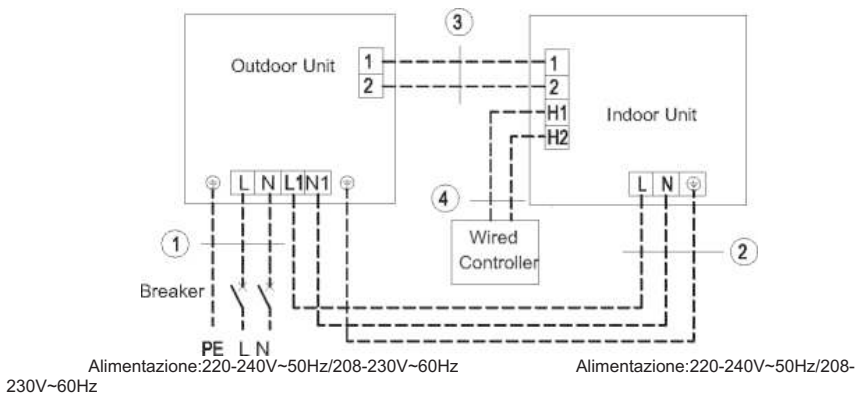 3
Outdoor Unit
1
2
1
2
H1
H2
Indoor Unit
L N L1 N1
L N
4
Wired
Controller
1
2
Breaker
PE L N
Alimentazione:220-240V~50Hz/208-230V~60Hz
Alimentazione:220-240V~50Hz/208-
230V~60Hz